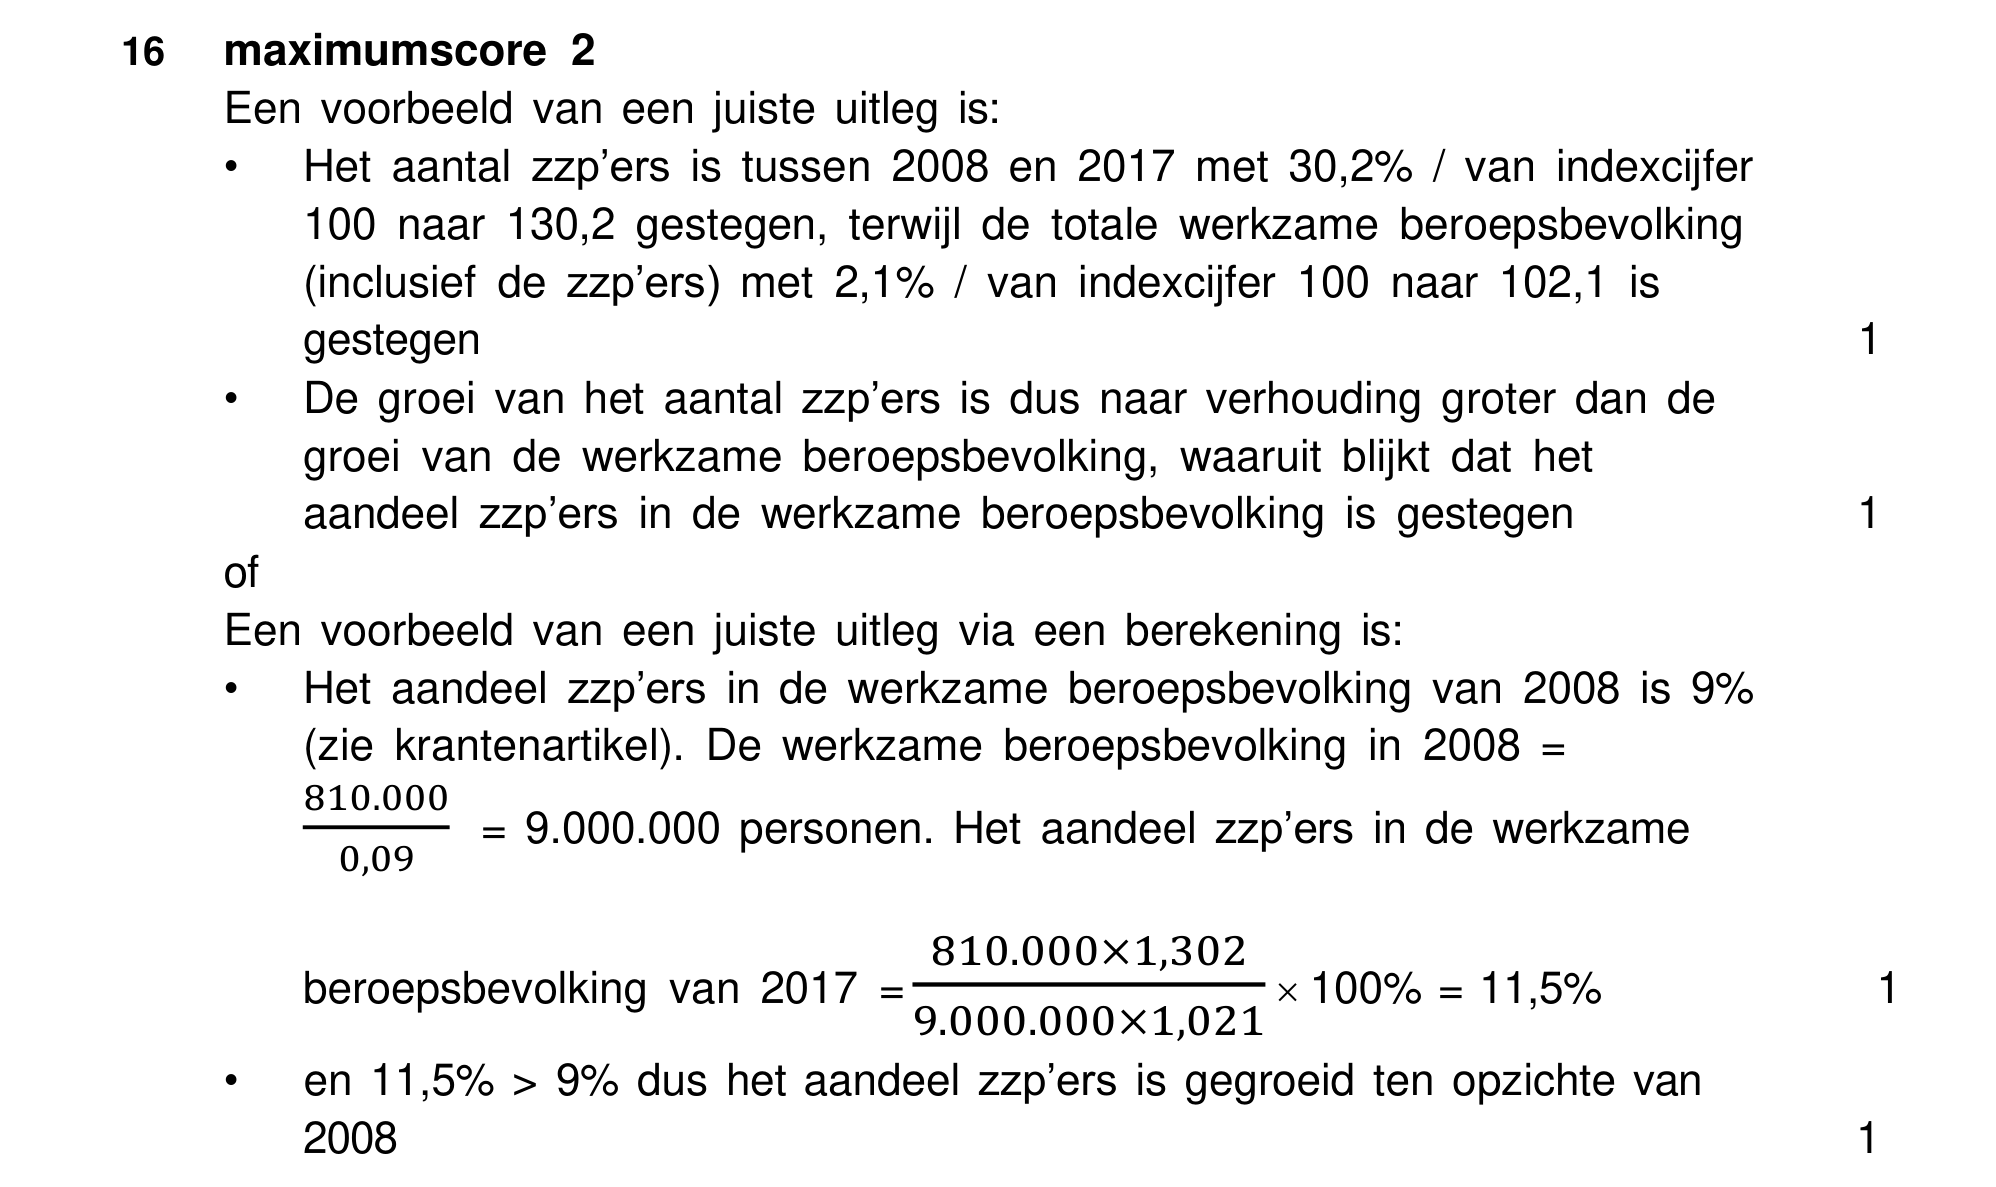 16 maximumscore 2
Een voorbeeld van een juiste uitleg is:
• Het aantal zzp’ers is tussen 2008 en 2017 met 30,2% / van indexcijfer
100 naar 130,2 gestegen, terwijl de totale werkzame beroepsbevolking
(inclusief de zzp’ers) met 2,1% / van indexcijfer 100 naar 102,1 is
gestegen 1
• De groei van het aantal zzp’ers is dus naar verhouding groter dan de
groei van de werkzame beroepsbevolking, waaruit blijkt dat het
aandeel zzp’ers in de werkzame beroepsbevolking is gestegen 1
of
Een voorbeeld van een juiste uitleg via een berekening is:
• Het aandeel zzp’ers in de werkzame beroepsbevolking van 2008 is 9%
(zie krantenartikel). De werkzame beroepsbevolking in 2008 =
810.000
= 9.000.000 personen. Het aandeel zzp’ers in de werkzame
0,09
810.000×1,302
beroepsbevolking van 2017 = × 100% = 11,5% 1
9.000.000×1,021
• en 11,5% > 9% dus het aandeel zzp’ers is gegroeid ten opzichte van
2008 1